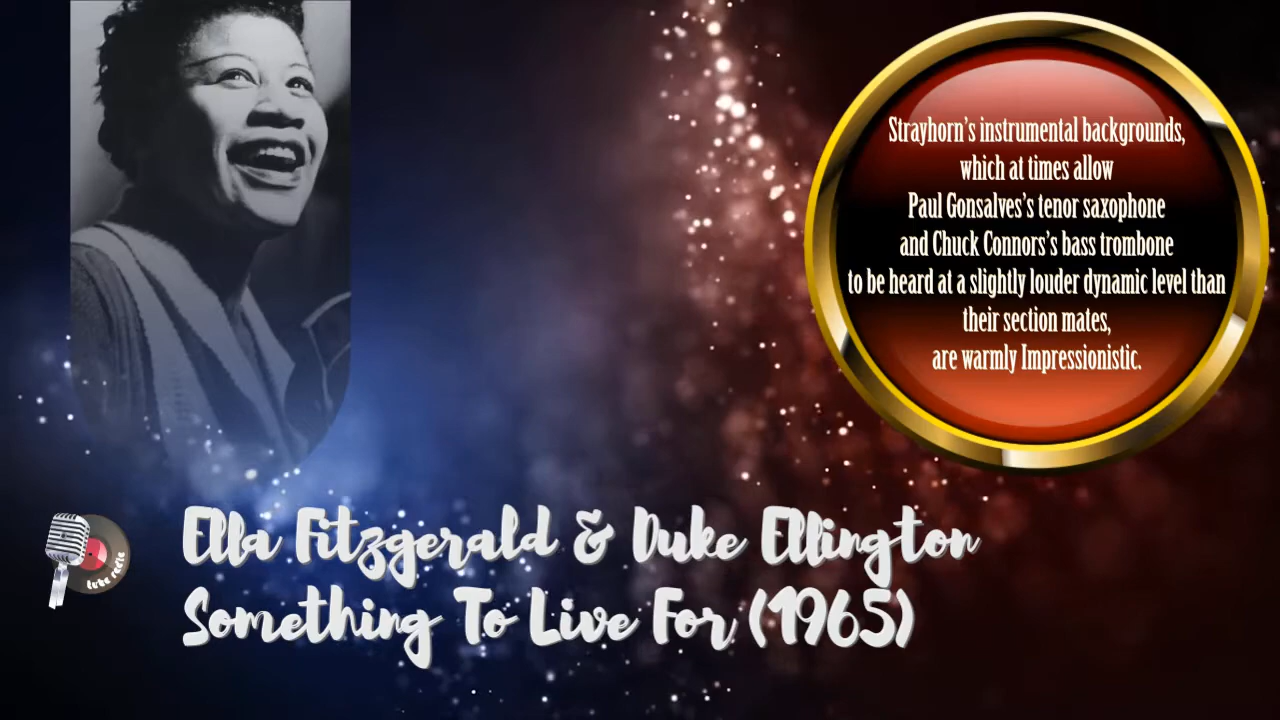 Strayhorn's instrumental backgrounds,
which at times allow
Paul Gonsalves's tenor saxophone
and Chuck Connors's bass trombone
to be heard at a slightly louder dynamic level than
their section mates,
are warmly Impressionistic.
Ella Fitzgerald & Duke Ellington
Something To Live For (1965)
tube radio